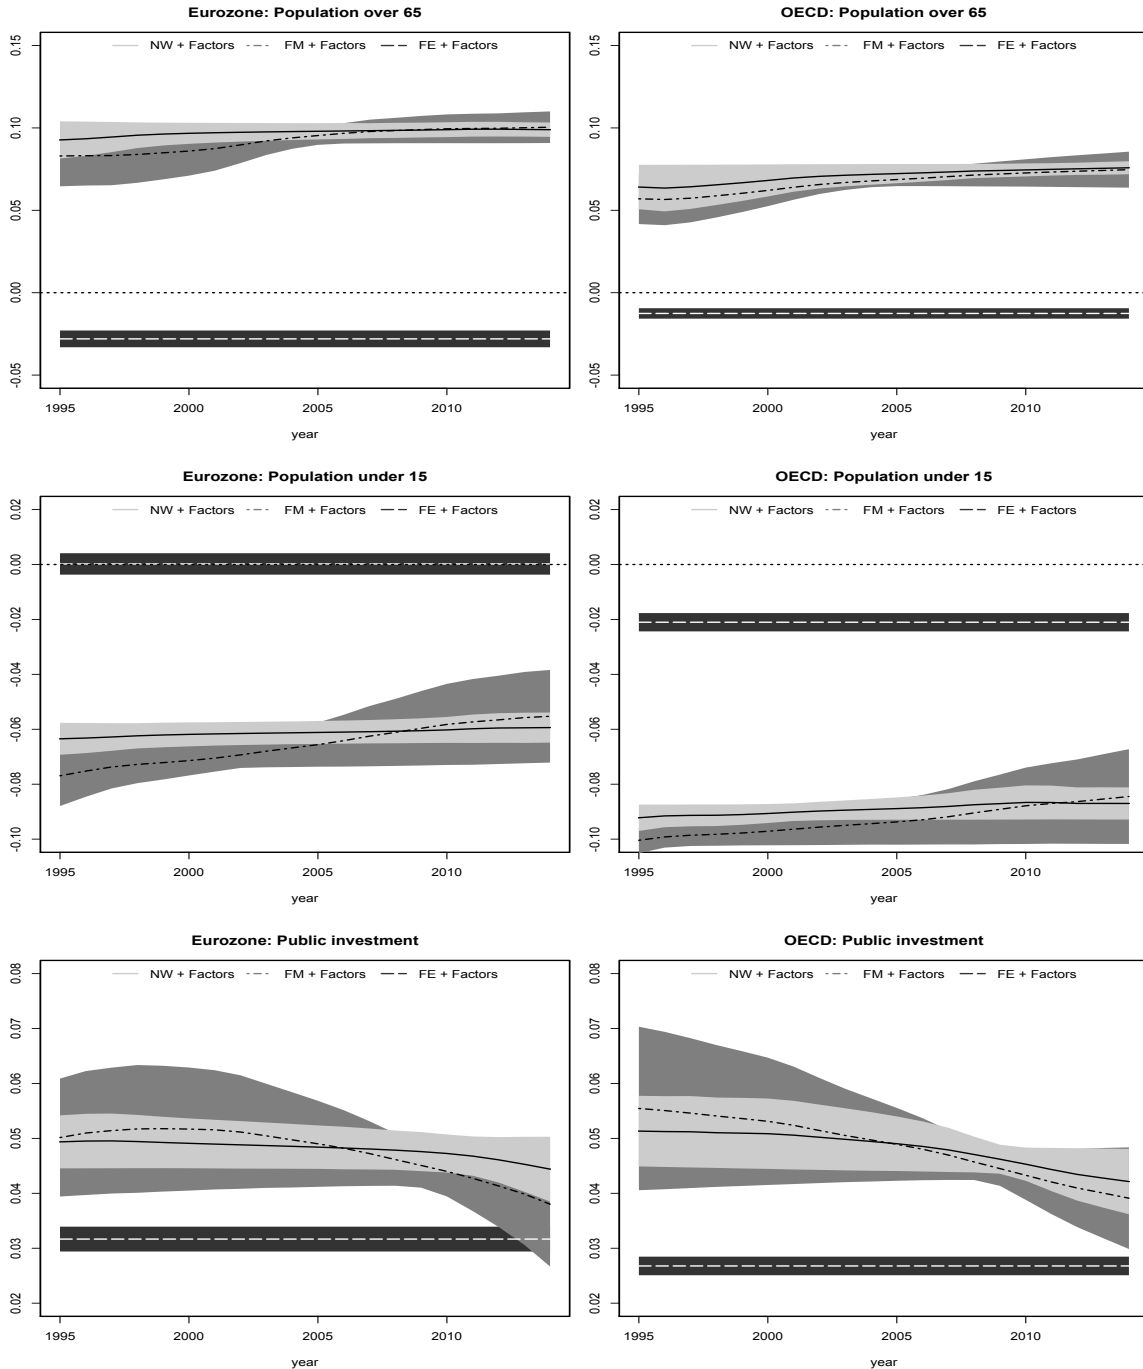 Eurozone: Population over 65
NW + Factors FM + Factors FE + Factors
0.15
0.10
0.05
0.00
-0.05
1995 2000 2005 2010
year
OECD: Population over 65
NW + Factors FM + Factors FE + Factors
0.15
0.10
0.05
0.00
-0.05
1995 2000 2005 2010
year
Eurozone: Population under 15
NW + Factors FM + Factors FE + Factors
0.02
0.00
-0.02
-0.04
-0.06
-0.08
-0.10
1995 2000 2005 2010
year
OECD: Population under 15
NW + Factors FM + Factors FE + Factors
0.02
0.00
-0.02
-0.04
-0.06
-0.08
-0.10
1995 2000 2005 2010
year
Eurozone: Public investment
NW + Factors FM + Factors FE + Factors
0.08
0.07
0.06
0.05
0.04
0.03
0.02
1995 2000 2005 2010
year
OECD: Public investment
NW + Factors FM + Factors FE + Factors
0.08
0.07
0.06
0.05
0.04
0.03
0.02
1995 2000 2005 2010
year